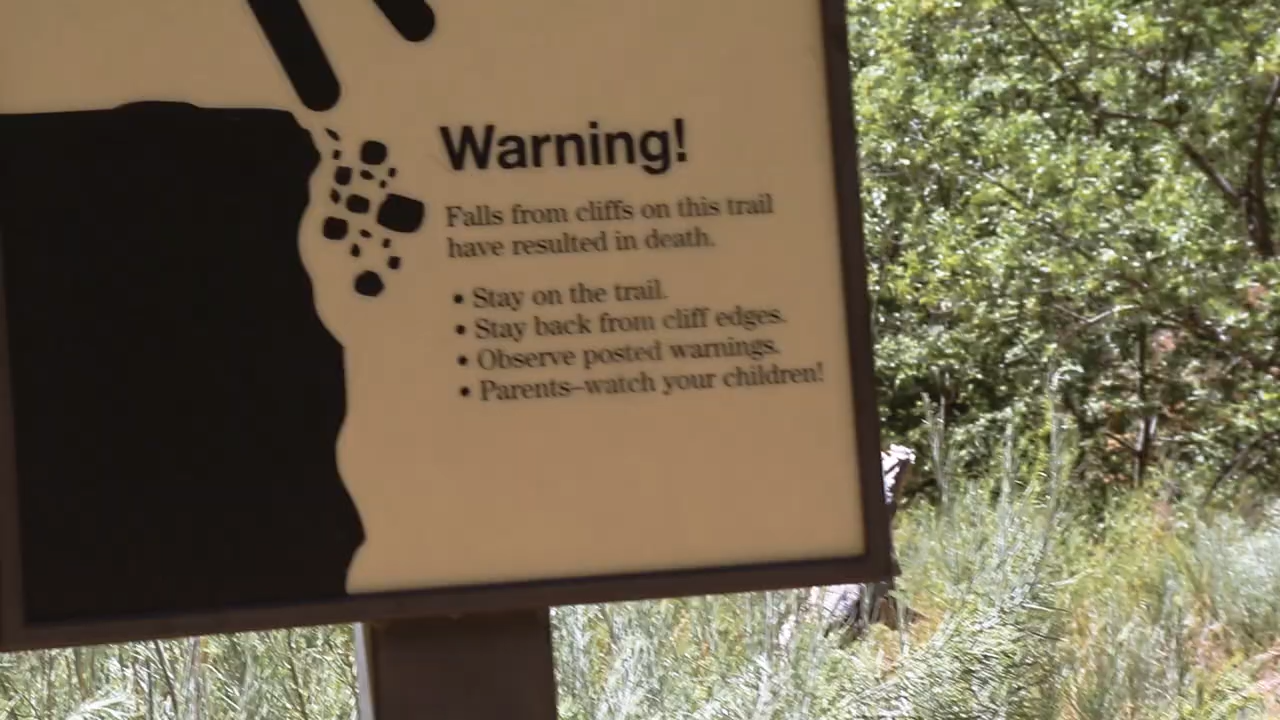 Warning!
Falls from cliffs on this trail
have resulted in death.
• Stay on the trail.
• Stay back from cliff edges.
• Observe posted warnings.
• Parents–watch your children!